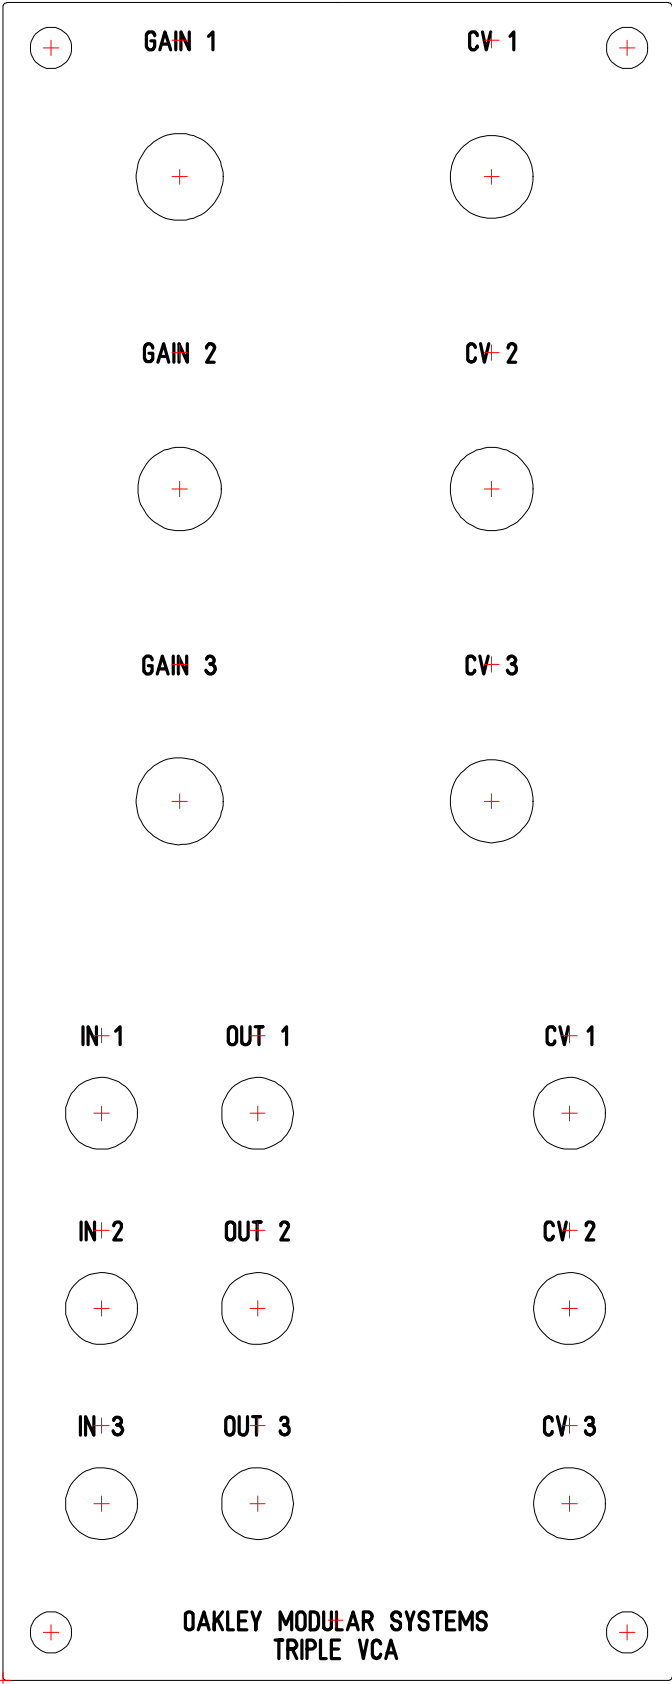 GAIN 1 CV 1
GAIN 2 CV 2
GAIN 3 CV 3
IN 1 OUT 1 CV 1
IN 2 OUT 2 CV 2
IN 3 OUT 3 CV 3
OAKLEY MODULAR SYSTEMS
TRIPLE VCA